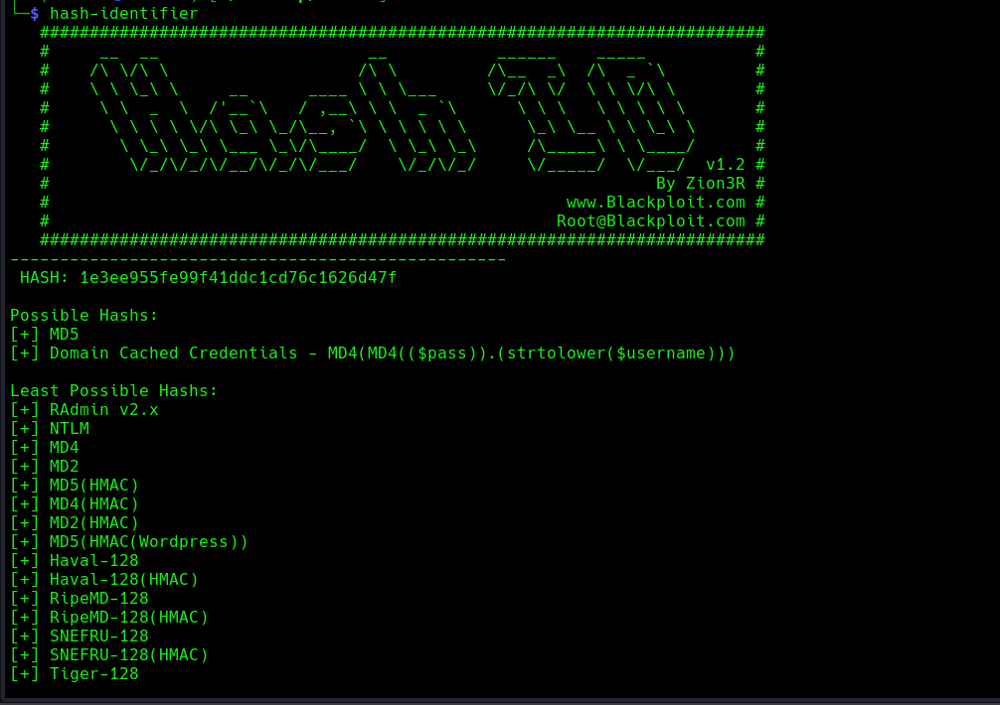 └─$ hash-identifier
   #########################################################################
   #     __  __                     __           ______    _____           #
   #    /\ \/\ \                   /\ \         /\__  _\  /\  _ `\         #
   #    \ \ \_\ \     __      ____ \ \ \___     \/_/\ \/  \ \ \/\ \        #
   #     \ \  _  \  /'__`\   / ,__\ \ \  _ `\      \ \ \   \ \ \ \ \       #
   #      \ \ \ \ \/\ \_\ \_/\__, `\ \ \ \ \ \      \_\ \__ \ \ \_\ \      #
   #       \ \_\ \_\ \___ \_\/\____/  \ \_\ \_\     /\_____\ \ \____/      #
   #        \/_/\/_/\/__/\/_/\/___/    \/_/\/_/     \/_____/  \/___/  v1.2 #
   #                                                             By Zion3R #
   #                                                    www.Blackploit.com #
   #                                                   Root@Blackploit.com #
   #########################################################################
--------------------------------------------------
 HASH: 1e3ee955fe99f41ddc1cd76c1626d47f
Possible Hashs:
[+] MD5
[+] Domain Cached Credentials - MD4(MD4(($pass)).(strtolower($username)))
Least Possible Hashs:
[+] RAdmin v2.x
[+] NTLM
[+] MD4
[+] MD2
[+] MD5(HMAC)
[+] MD4(HMAC)
[+] MD2(HMAC)
[+] MD5(HMAC(Wordpress))
[+] Haval-128
[+] Haval-128(HMAC)
[+] RipeMD-128
[+] RipeMD-128(HMAC)
[+] SNEFRU-128
[+] SNEFRU-128(HMAC)
[+] Tiger-128